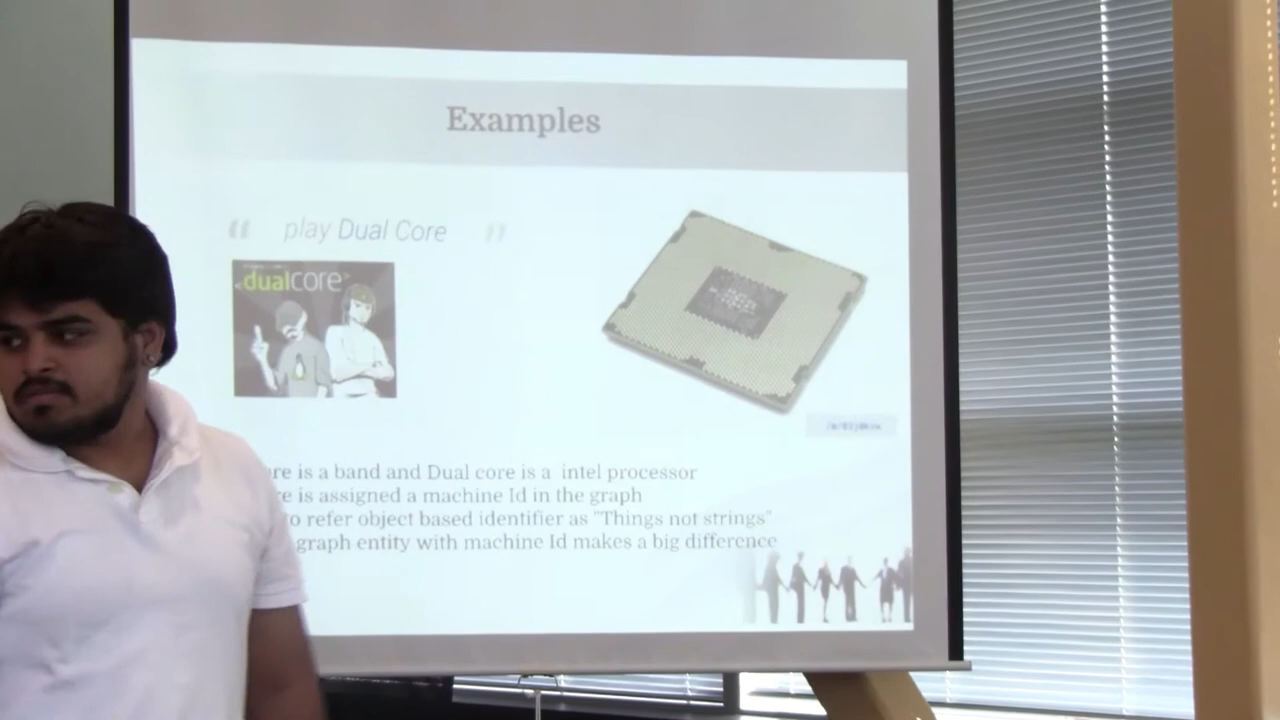 Examples
“ play Dual Core ”
dualcore
re is a band and Dual core is a intel processor
re is assigned a machine Id in the graph
to refer object based identifier as "Things not strings"
graph entity with machine Id makes a big difference